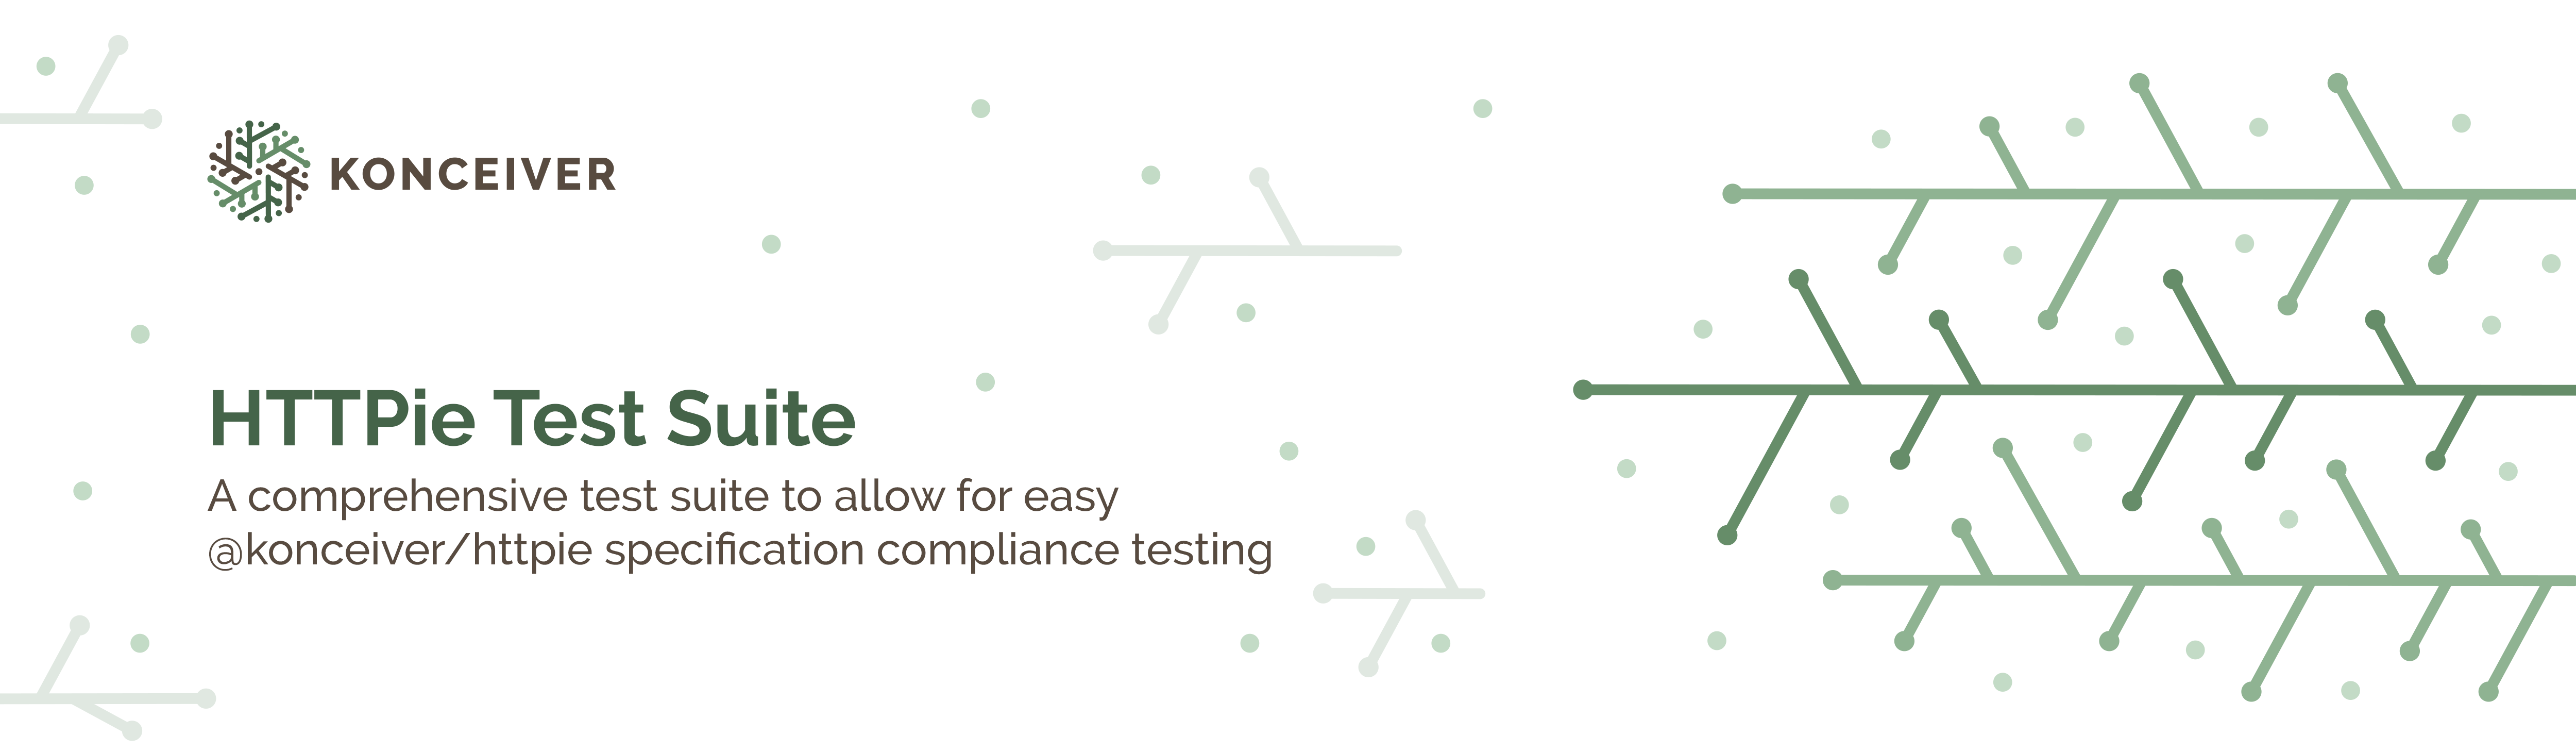 KONCEIVER
HTTPie Test Suite
A comprehensive test suite to allow for easy
@konceiver/httpie specification compliance testing